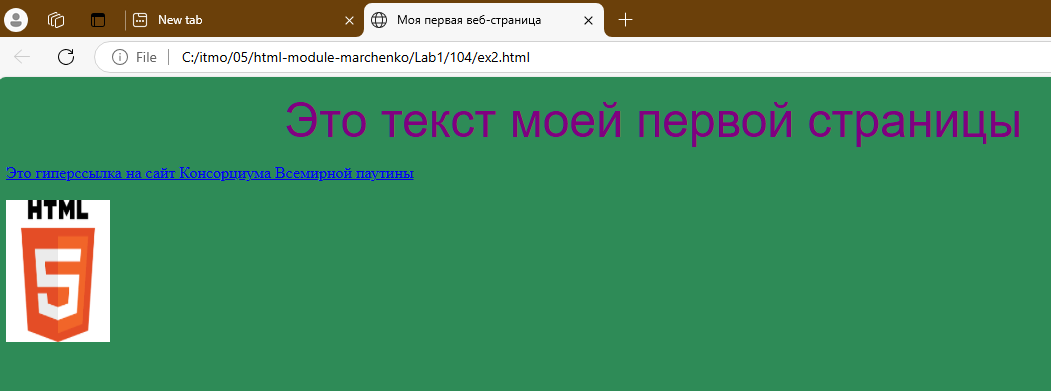 New tab
Моя первая веб-страница
File
C:/itmo/05/html-module-marchenko/Lab1/104/ex2.html
Это текст моей первой страницы
Это гиперссылка на сайт Консорциума Всемирной паутины
HTML
5